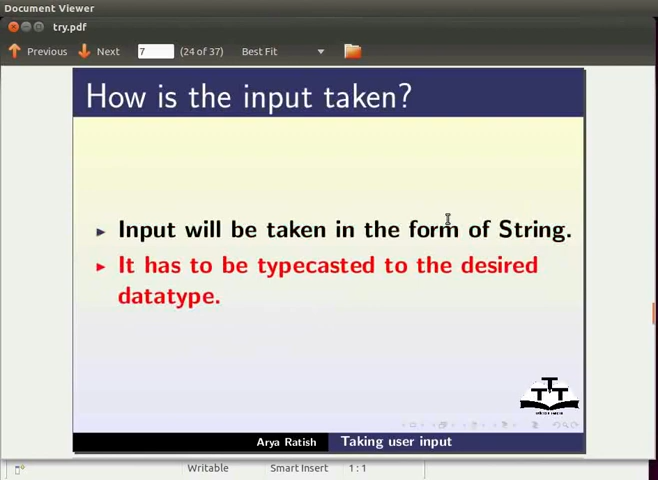 Document Viewer
try.pdf
Previous Next 7 (24 of 37) Best Fit
How is the input taken?
Input will be taken in the form of String.
It has to be typecasted to the desired
datatype.
T T T
Arya Ratish Taking user input
Writable Smart Insert 1 : 1